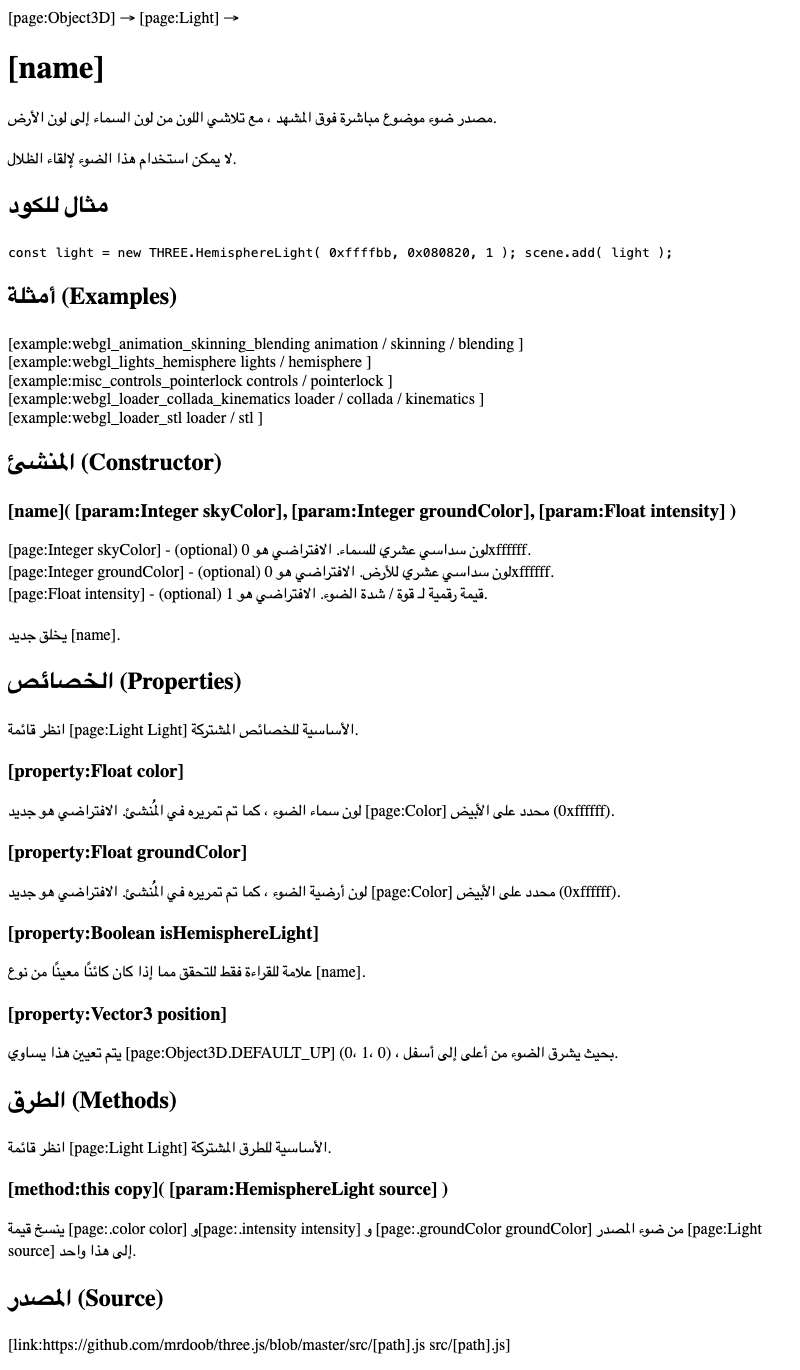 [page:Object3D] → [page:Light] →
[name]
مصدر ضوء موضوع مباشرة فوق المشهد ، مع تلاشي اللون من لون السماء إلى لون الأرض.
لا يمكن استخدام هذا الضوء لإلقاء الظلال.
مثال للكود
const light = new THREE.HemisphereLight( 0xffffbb, 0x080820, 1 ); scene.add( light );
أمثلة (Examples)
[example:webgl_animation_skinning_blending animation / skinning / blending ]
[example:webgl_lights_hemisphere lights / hemisphere ]
[example:misc_controls_pointerlock controls / pointerlock ]
[example:webgl_loader_collada_kinematics loader / collada / kinematics ]
[example:webgl_loader_stl loader / stl ]
المنشئ (Constructor)
[name]( [param:Integer skyColor], [param:Integer groundColor], [param:Float intensity] )
[page:Integer skyColor] - (optional) لون سداسي عشري للسماء. الافتراضي هو 0xffffff.
[page:Integer groundColor] - (optional) لون سداسي عشري للأرض. الافتراضي هو 0xffffff.
[page:Float intensity] - (optional) قيمة رقمية لـ قوة / شدة الضوء. الافتراضي هو 1.
يخلق جديد [name].
الخصائص (Properties)
انظر قائمة [page:Light Light] الأساسية للخصائص المشتركة.
[property:Float color]
لون سماء الضوء ، كما تم تمريره في المُنشئ. الافتراضي هو جديد [page:Color] محدد على الأبيض (0xffffff).
[property:Float groundColor]
لون أرضية الضوء ، كما تم تمريره في المُنشئ. الافتراضي هو جديد [page:Color] محدد على الأبيض (0xffffff).
[property:Boolean isHemisphereLight]
علامة للقراءة فقط للتحقق مما إذا كان كائنًا معينًا من نوع [name].
[property:Vector3 position]
يتم تعيين هذا يساوي [page:Object3D.DEFAULT_UP] (0، 1، 0) ، بحيث يشرق الضوء من أعلى إلى أسفل.
الطرق (Methods)
انظر قائمة [page:Light Light] الأساسية للطرق المشتركة.
[method:this copy]( [param:HemisphereLight source] )
ينسخ قيمة [page:.color color] و[page:.intensity intensity] و [page:.groundColor groundColor] من ضوء المصدر [page:Light
source] إلى هذا واحد.
المصدر (Source)
[link:https://github.com/mrdoob/three.js/blob/master/src/[path].js src/[path].js]